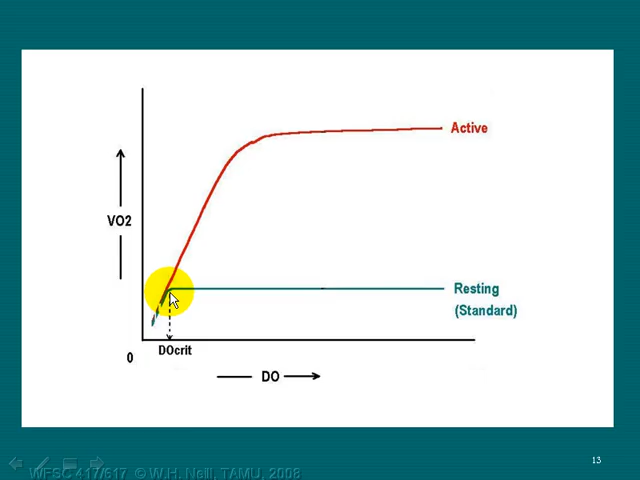 Active
VO2
Resting
(Standard)
0
DOcrit
DO
13
WFSC 417/617 © W.H. Neill, TAMU, 2008